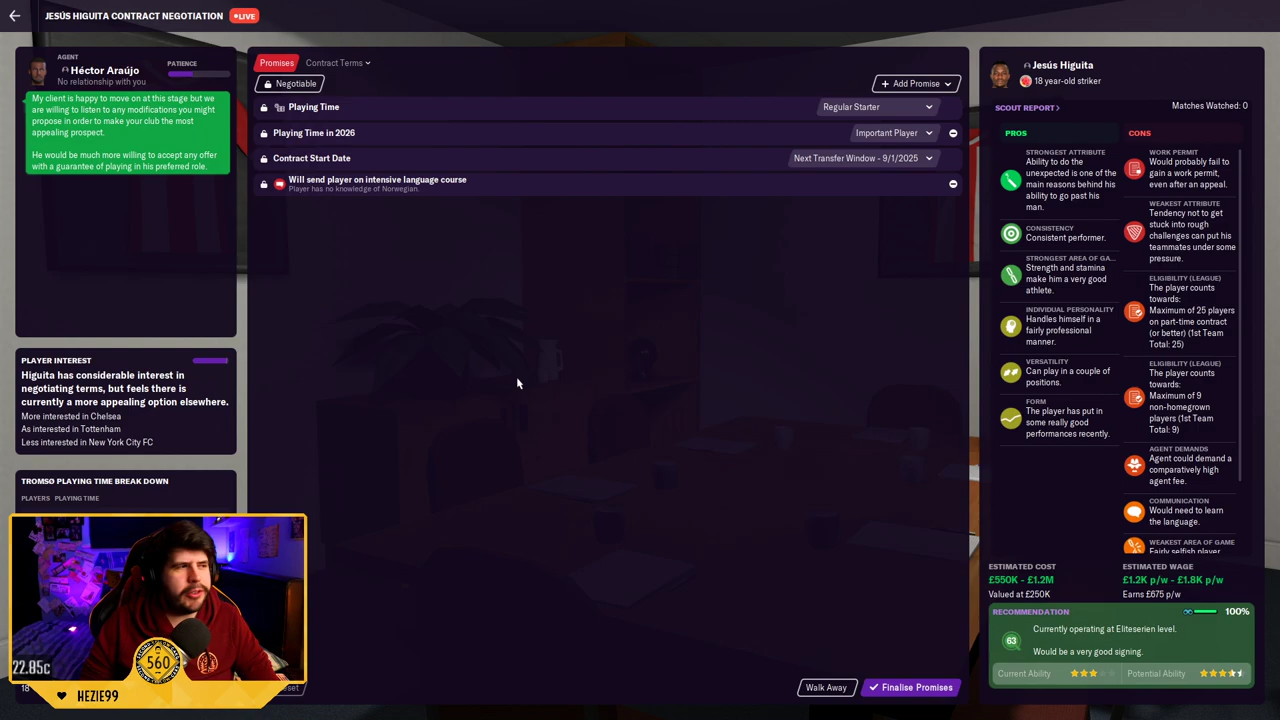 JESÚS HIGUITA CONTRACT NEGOTIATION
LIVE
AGENT
Héctor Araújo
No relationship with you
PATIENCE
My client is happy to move on at this stage but we
are willing to listen to any modifications you might
propose in order to make your club the most
appealing prospect.
He would be much more willing to accept any offer
with a guarantee of playing in his preferred role.
PLAYER INTEREST
Higuita has considerable interest in
negotiating terms, but feels there is
currently a more appealing option elsewhere.
More interested in Chelsea
As interested in Tottenham
Less interested in New York City FC
TROMSØ PLAYING TIME BREAK DOWN
PLAYERS PLAYING TIME
Promises
Contract Terms
Negotiable
Add Promise
Playing Time
Regular Starter
Playing Time in 2026
Important Player
Contract Start Date
Next Transfer Window - 9/1/2025
Will send player on intensive language course
Player has no knowledge of Norwegian.
Walk Away
Finalise Promises
Jesús Higuita
18 year-old striker
SCOUT REPORT
Matches Watched: 0
PROS
STRONGEST ATTRIBUTE
Ability to do the
unexpected is one of the
main reasons behind his
ability to go past his
man.
CONSISTENCY
Consistent performer.
STRONGEST AREA OF GA...
Strength and stamina
make him a very good
athlete.
INDIVIDUAL PERSONALITY
Handles himself in a
fairly professional
manner.
VERSATILITY
Can play in a couple of
positions.
FORM
The player has put in
some really good
performances recently.
CONS
WORK PERMIT
Would probably fail to
gain a work permit,
even after an appeal.
WEAKEST ATTRIBUTE
Tendency not to get
stuck into rough
challenges can put his
teammates under some
pressure.
ELIGIBILITY (LEAGUE)
The player counts
towards:
Maximum of 25 players
on part-time contract
(or better) (1st Team
Total: 25)
ELIGIBILITY (LEAGUE)
The player counts
towards:
Maximum of 9
non-homegrown
players (1st Team
Total: 9)
AGENT DEMANDS
Agent could demand a
comparatively high
agent fee.
COMMUNICATION
Would need to learn
the language.
WEAKEST AREA OF GAME
Fairly selfish player
ESTIMATED COST
£550K - £1.2M
Valued at £250K
ESTIMATED WAGE
£1.2K p/w - £1.8K p/w
Earns £675 p/w
RECOMMENDATION
100%
63
Currently operating at Eliteserien level.
Would be a very good signing.
Current Ability
Potential Ability
22.85c
560
HEZIE99
18